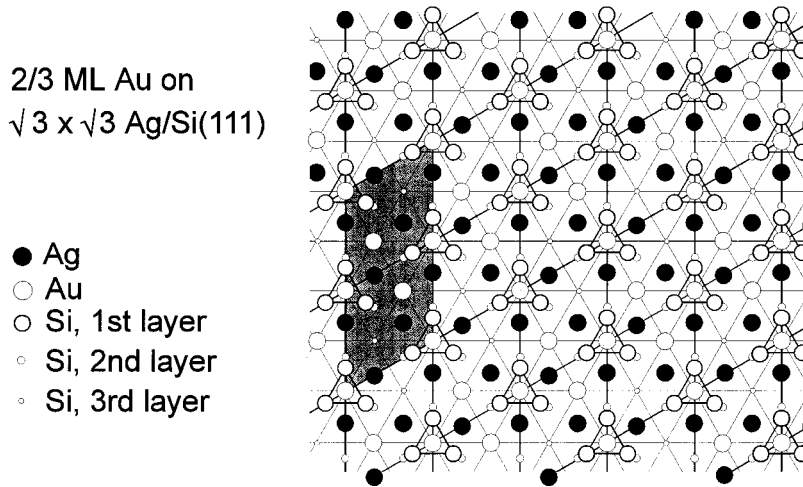 2/3 ML Au on
√3 x √3 Ag/Si(111)
Ag
Au
Si, 1st layer
Si, 2nd layer
Si, 3rd layer